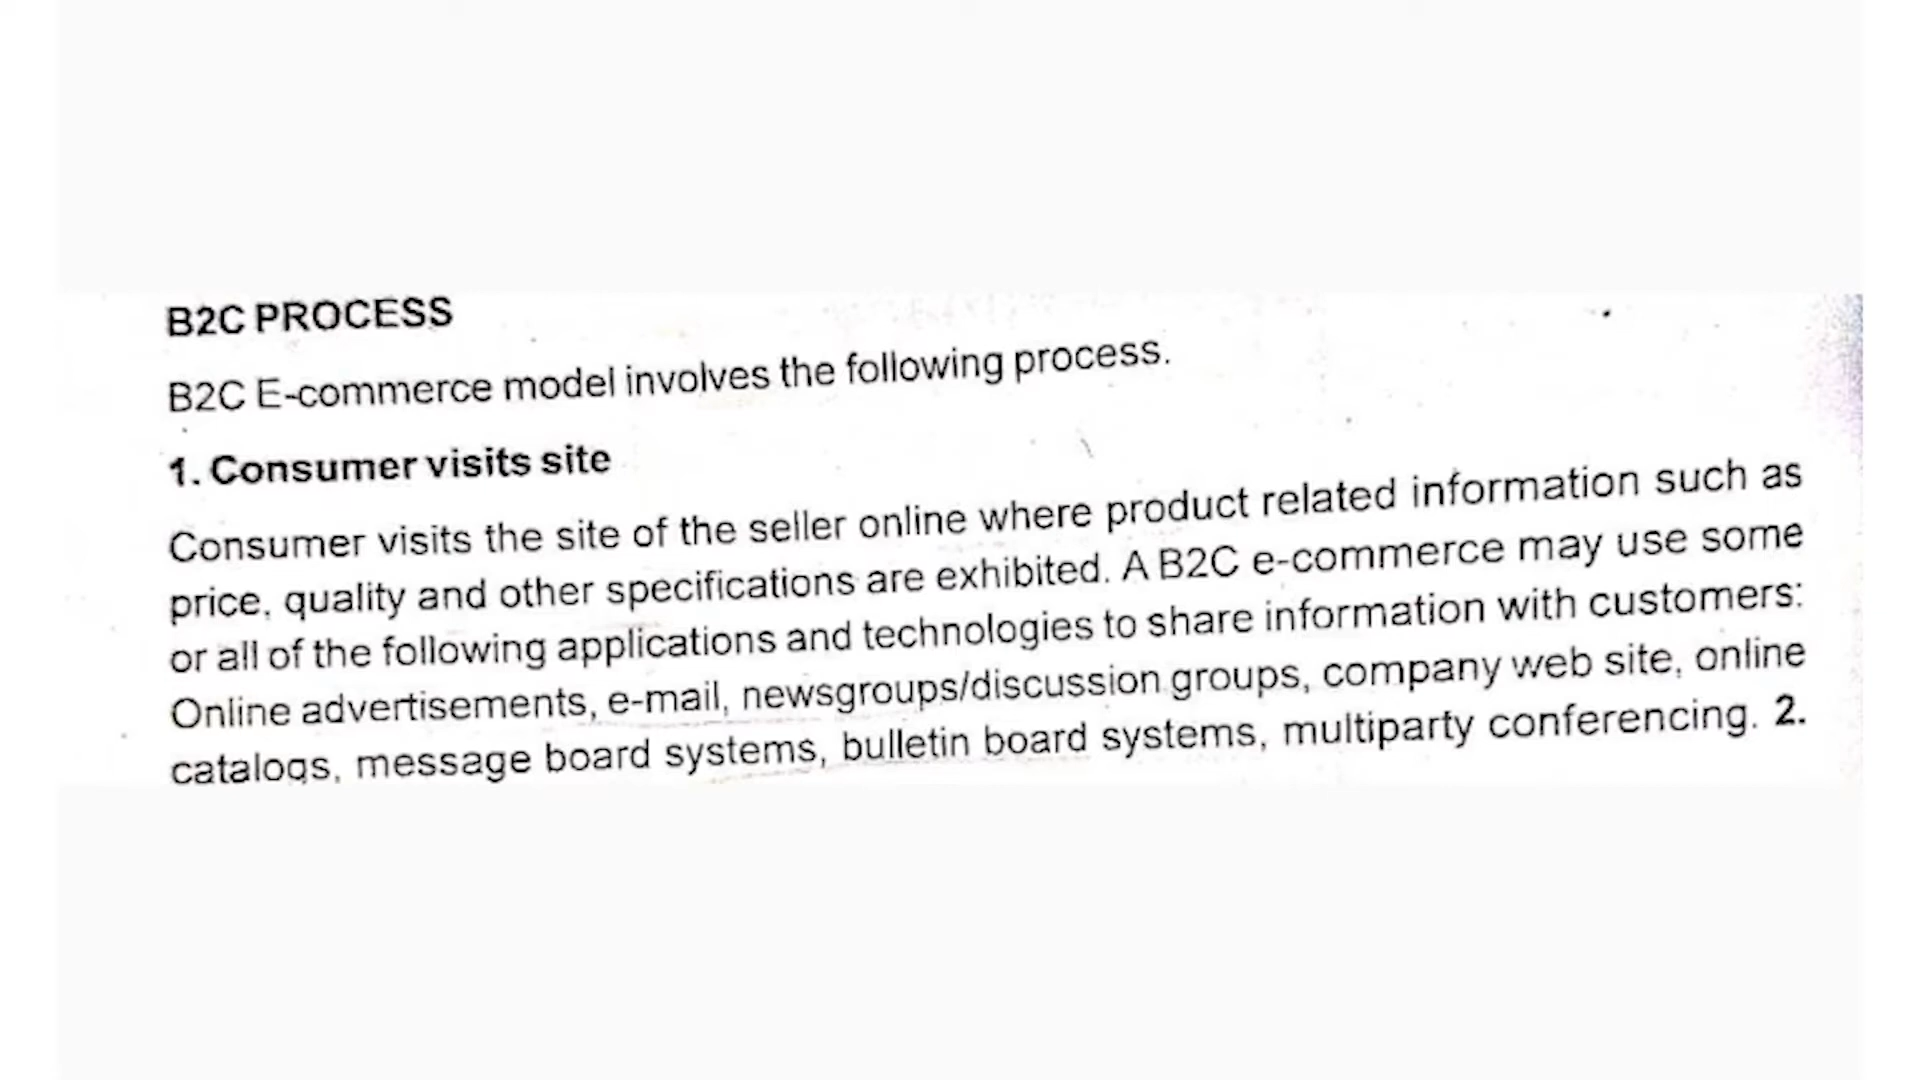 B2C PROCESS
B2C E-commerce model involves the following process.
1. Consumer visits site
Consumer visits the site of the seller online where product related information such as
price, quality and other specifications are exhibited. A B2C e-commerce may use some
or all of the following applications and technologies to share information with customers:
Online advertisements, e-mail, newsgroups/discussion groups, company web site, online
catalogs, message board systems, bulletin board systems, multiparty conferencing. 2.